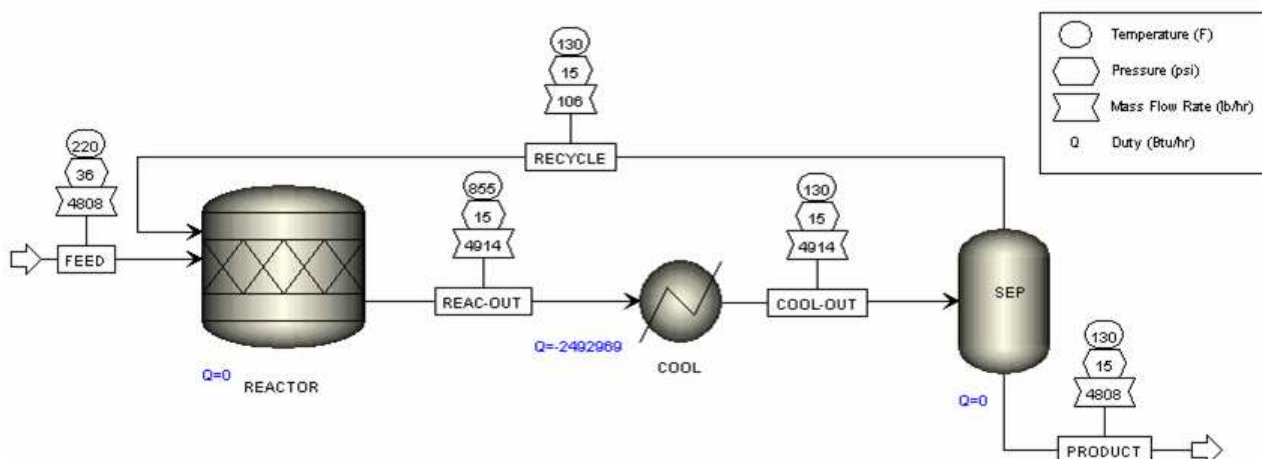 130
15
106
RECYCLE
Temperature (F)
Pressure (psi)
Mass Flow Rate (lb/hr)
Q Duty (Btu/hr)
220
36
4808
FEED
855
15
4914
REAC-OUT
130
15
4914
COOL-OUT
SEP
Q=-2492969
COOL
Q=0
REACTOR
Q=0
130
15
4808
PRODUCT